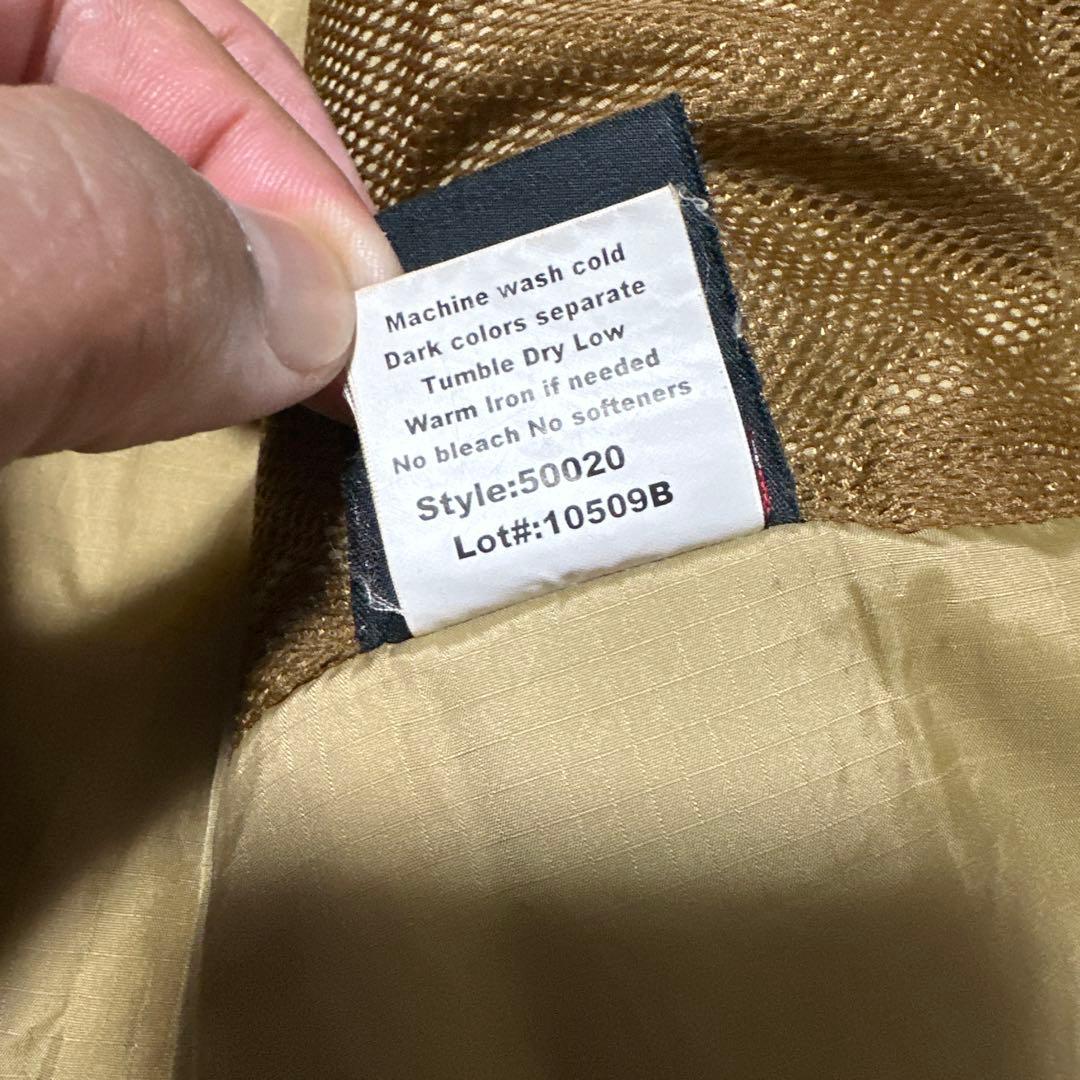 Machine wash cold
Dark colors separate
Tumble Dry Low
Warm Iron if needed
No bleach No softeners
Style:50020
Lot#:10509B